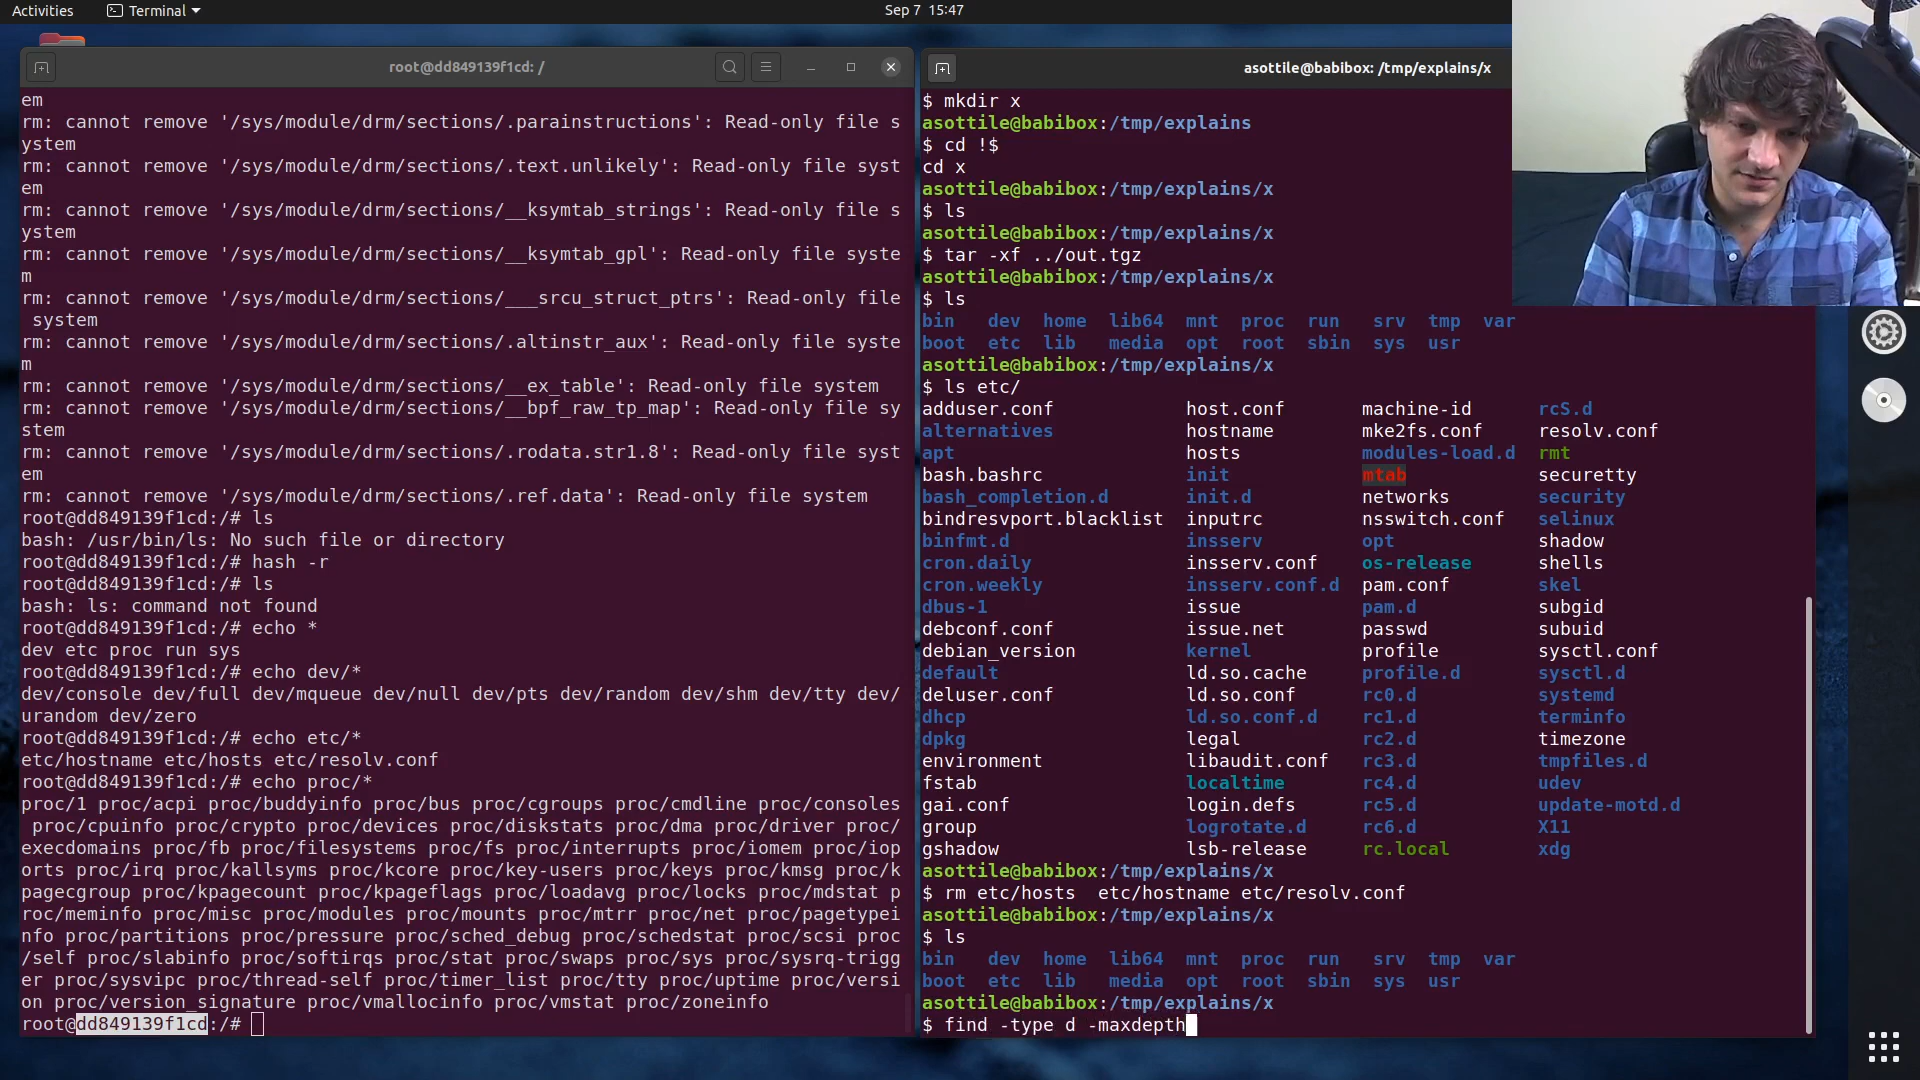 Activities
Terminal
Sep 7 15:47
root@dd849139f1cd: /
em
rm: cannot remove '/sys/module/drm/sections/.parainstructions': Read-only file s
ystem
rm: cannot remove '/sys/module/drm/sections/.text.unlikely': Read-only file syst
em
rm: cannot remove '/sys/module/drm/sections/__ksymtab_strings': Read-only file s
ystem
rm: cannot remove '/sys/module/drm/sections/__ksymtab_gpl': Read-only file syste
m
rm: cannot remove '/sys/module/drm/sections/___srcu_struct_ptrs': Read-only file
 system
rm: cannot remove '/sys/module/drm/sections/.altinstr_aux': Read-only file syste
m
rm: cannot remove '/sys/module/drm/sections/__ex_table': Read-only file system
rm: cannot remove '/sys/module/drm/sections/__bpf_raw_tp_map': Read-only file sy
stem
rm: cannot remove '/sys/module/drm/sections/.rodata.str1.8': Read-only file syst
em
rm: cannot remove '/sys/module/drm/sections/.ref.data': Read-only file system
root@dd849139f1cd:/# ls
bash: /usr/bin/ls: No such file or directory
root@dd849139f1cd:/# hash -r
root@dd849139f1cd:/# ls
bash: ls: command not found
root@dd849139f1cd:/# echo *
dev etc proc run sys
root@dd849139f1cd:/# echo dev/*
dev/console dev/full dev/mqueue dev/null dev/pts dev/random dev/shm dev/tty dev/
urandom dev/zero
root@dd849139f1cd:/# echo etc/*
etc/hostname etc/hosts etc/resolv.conf
root@dd849139f1cd:/# echo proc/*
proc/1 proc/acpi proc/buddyinfo proc/bus proc/cgroups proc/cmdline proc/consoles
 proc/cpuinfo proc/crypto proc/devices proc/diskstats proc/dma proc/driver proc/
execdomains proc/fb proc/filesystems proc/fs proc/interrupts proc/iomem proc/iop
orts proc/irq proc/kallsyms proc/kcore proc/key-users proc/keys proc/kmsg proc/k
pagecgroup proc/kpagecount proc/kpageflags proc/loadavg proc/locks proc/mdstat p
roc/meminfo proc/misc proc/modules proc/mounts proc/mtrr proc/net proc/pagetypei
nfo proc/partitions proc/pressure proc/sched_debug proc/schedstat proc/scsi proc
/self proc/slabinfo proc/softirqs proc/stat proc/swaps proc/sys proc/sysrq-trigg
er proc/sysvipc proc/thread-self proc/timer_list proc/tty proc/uptime proc/versi
on proc/version_signature proc/vmallocinfo proc/vmstat proc/zoneinfo
root@dd849139f1cd:/#
asottile@babibox: /tmp/explains/x
$ mkdir x
asottile@babibox:/tmp/explains
$ cd !$
cd x
asottile@babibox:/tmp/explains/x
$ ls
asottile@babibox:/tmp/explains/x
$ tar -xf ../out.tgz
asottile@babibox:/tmp/explains/x
$ ls
bin dev home lib64 mnt proc run srv tmp var
boot etc lib media opt root sbin sys usr
asottile@babibox:/tmp/explains/x
$ ls etc/
adduser.conf host.conf machine-id rcS.d
alternatives hostname mke2fs.conf resolv.conf
apt hosts modules-load.d rmt
bash.bashrc init mtab securetty
bash_completion.d init.d networks security
bindresvport.blacklist inputrc nsswitch.conf selinux
binfmt.d insserv opt shadow
cron.daily insserv.conf os-release shells
cron.weekly insserv.conf.d pam.conf skel
dbus-1 issue pam.d subgid
debconf.conf issue.net passwd subuid
debian_version kernel profile sysctl.conf
default ld.so.cache profile.d sysctl.d
deluser.conf ld.so.conf rc0.d systemd
dhcp ld.so.conf.d rc1.d terminfo
dpkg legal rc2.d timezone
environment libaudit.conf rc3.d tmpfiles.d
fstab localtime rc4.d udev
gai.conf login.defs rc5.d update-motd.d
group logrotate.d rc6.d X11
gshadow lsb-release rc.local xdg
asottile@babibox:/tmp/explains/x
$ rm etc/hosts  etc/hostname etc/resolv.conf
asottile@babibox:/tmp/explains/x
$ ls
bin dev home lib64 mnt proc run srv tmp var
boot etc lib media opt root sbin sys usr
asottile@babibox:/tmp/explains/x
$ find -type d -maxdepth